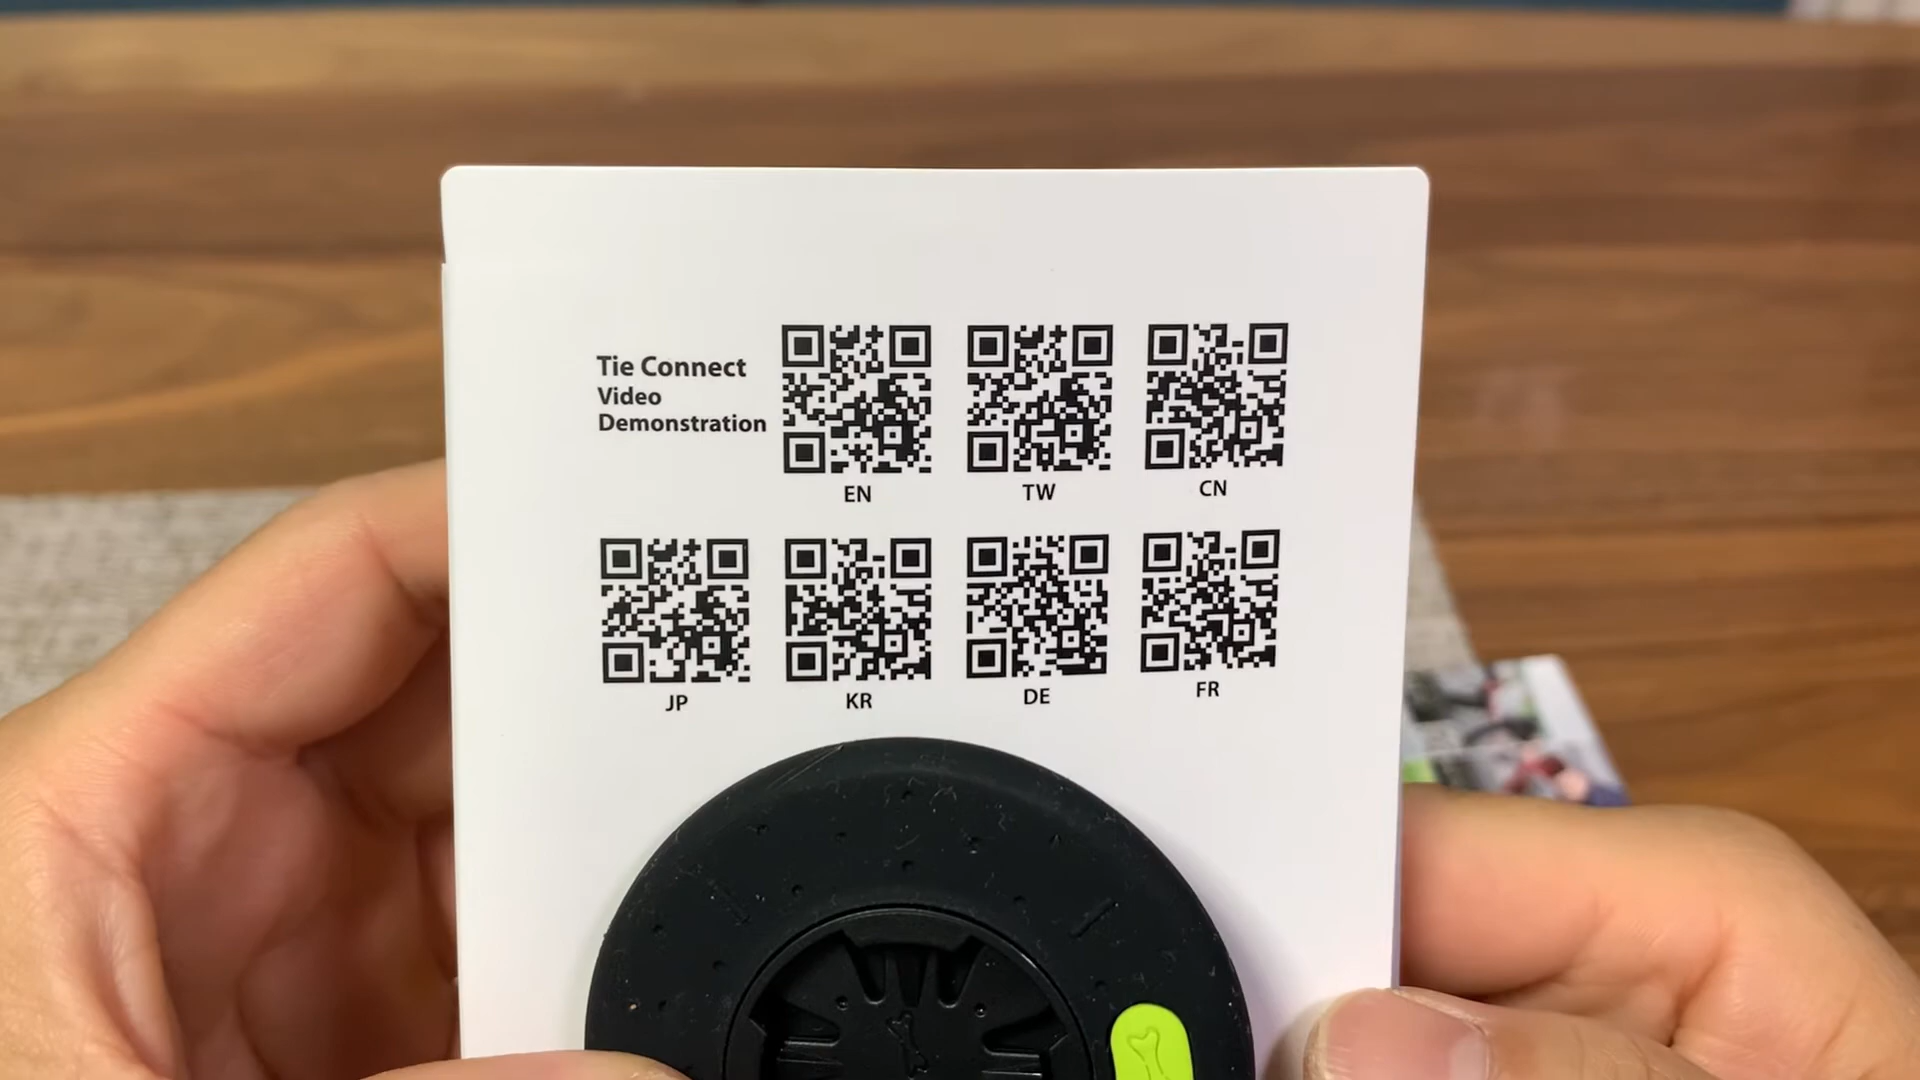 Tie Connect
Video
Demonstration
EN
TW
CN
JP
KR
DE
FR